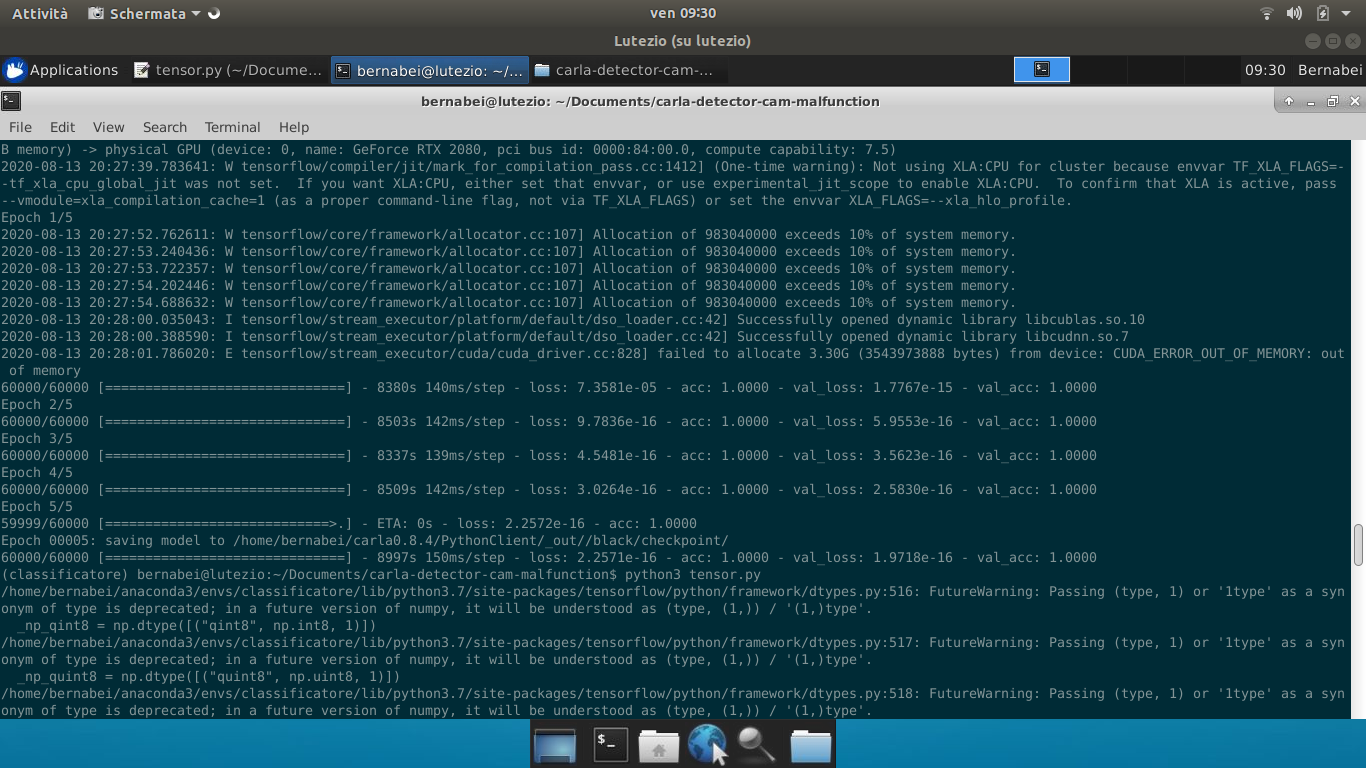 Attività
Schermata
ven 09:30
Lutezio (su lutezio)
Applications
tensor.py (~/Docume...
bernabei@lutezio: ~/...
carla-detector-cam-...
09:30
Bernabei
bernabei@lutezio: ~/Documents/carla-detector-cam-malfunction
File Edit View Search Terminal Help
B memory) -> physical GPU (device: 0, name: GeForce RTX 2080, pci bus id: 0000:84:00.0, compute capability: 7.5)
2020-08-13 20:27:39.783641: W tensorflow/compiler/jit/mark_for_compilation_pass.cc:1412] (One-time warning): Not using XLA:CPU for cluster because envvar TF_XLA_FLAGS=-
-tf_xla_cpu_global_jit was not set.  If you want XLA:CPU, either set that envvar, or use experimental_jit_scope to enable XLA:CPU.  To confirm that XLA is active, pass
--vmodule=xla_compilation_cache=1 (as a proper command-line flag, not via TF_XLA_FLAGS) or set the envvar XLA_FLAGS=--xla_hlo_profile.
Epoch 1/5
2020-08-13 20:27:52.762611: W tensorflow/core/framework/allocator.cc:107] Allocation of 983040000 exceeds 10% of system memory.
2020-08-13 20:27:53.240436: W tensorflow/core/framework/allocator.cc:107] Allocation of 983040000 exceeds 10% of system memory.
2020-08-13 20:27:53.722357: W tensorflow/core/framework/allocator.cc:107] Allocation of 983040000 exceeds 10% of system memory.
2020-08-13 20:27:54.202446: W tensorflow/core/framework/allocator.cc:107] Allocation of 983040000 exceeds 10% of system memory.
2020-08-13 20:27:54.688632: W tensorflow/core/framework/allocator.cc:107] Allocation of 983040000 exceeds 10% of system memory.
2020-08-13 20:28:00.035043: I tensorflow/stream_executor/platform/default/dso_loader.cc:42] Successfully opened dynamic library libcublas.so.10
2020-08-13 20:28:00.388590: I tensorflow/stream_executor/platform/default/dso_loader.cc:42] Successfully opened dynamic library libcudnn.so.7
2020-08-13 20:28:01.786020: E tensorflow/stream_executor/cuda/cuda_driver.cc:828] failed to allocate 3.30G (3543973888 bytes) from device: CUDA_ERROR_OUT_OF_MEMORY: out
 of memory
60000/60000 [==============================] - 8380s 140ms/step - loss: 7.3581e-05 - acc: 1.0000 - val_loss: 1.7767e-15 - val_acc: 1.0000
Epoch 2/5
60000/60000 [==============================] - 8503s 142ms/step - loss: 9.7836e-16 - acc: 1.0000 - val_loss: 5.9553e-16 - val_acc: 1.0000
Epoch 3/5
60000/60000 [==============================] - 8337s 139ms/step - loss: 4.5481e-16 - acc: 1.0000 - val_loss: 3.5623e-16 - val_acc: 1.0000
Epoch 4/5
60000/60000 [==============================] - 8509s 142ms/step - loss: 3.0264e-16 - acc: 1.0000 - val_loss: 2.5830e-16 - val_acc: 1.0000
Epoch 5/5
59999/60000 [============================>.] - ETA: 0s - loss: 2.2572e-16 - acc: 1.0000
Epoch 00005: saving model to /home/bernabei/carla0.8.4/PythonClient/_out//black/checkpoint/
60000/60000 [==============================] - 8997s 150ms/step - loss: 2.2571e-16 - acc: 1.0000 - val_loss: 1.9718e-16 - val_acc: 1.0000
(classificatore) bernabei@lutezio:~/Documents/carla-detector-cam-malfunction$ python3 tensor.py
/home/bernabei/anaconda3/envs/classificatore/lib/python3.7/site-packages/tensorflow/python/framework/dtypes.py:516: FutureWarning: Passing (type, 1) or '1type' as a syn
onym of type is deprecated; in a future version of numpy, it will be understood as (type, (1,)) / '(1,)type'.
  _np_qint8 = np.dtype([("qint8", np.int8, 1)])
/home/bernabei/anaconda3/envs/classificatore/lib/python3.7/site-packages/tensorflow/python/framework/dtypes.py:517: FutureWarning: Passing (type, 1) or '1type' as a syn
onym of type is deprecated; in a future version of numpy, it will be understood as (type, (1,)) / '(1,)type'.
  _np_quint8 = np.dtype([("quint8", np.uint8, 1)])
/home/bernabei/anaconda3/envs/classificatore/lib/python3.7/site-packages/tensorflow/python/framework/dtypes.py:518: FutureWarning: Passing (type, 1) or '1type' as a syn
onym of type is deprecated; in a future version of numpy, it will be understood as (type, (1,)) / '(1,)type'.